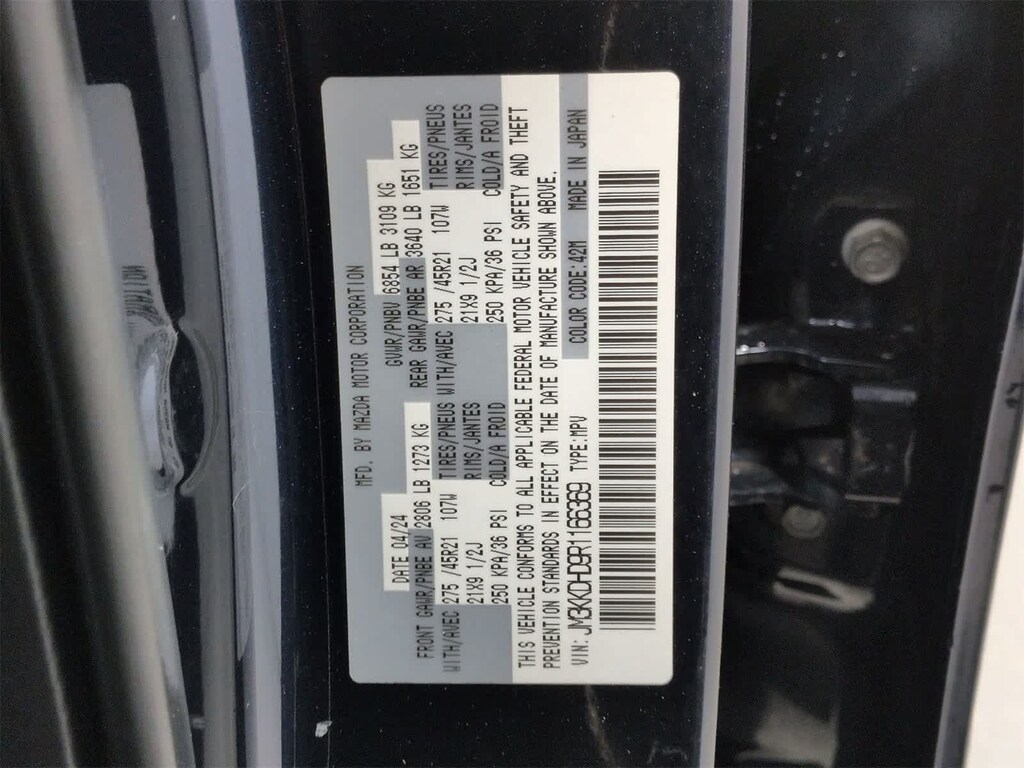 MFD. BY MAZDA MOTOR CORPORATION
DATE 04/24 GVWR/PNBV 6854 LB 3109 KG
FRONT GAWR/PNBE AV 2806 LB 1273 KG REAR GAWR/PNBE AR 3640 LB 1651 KG
WITH/AVEC 275 /45R21 107W TIRES/PNEUS WITH/AVEC 275 /45R21 107W TIRES/PNEUS
21X9 1/2J RIMS/JANTES 21X9 1/2J RIMS/JANTES
250 KPA/36 PSI COLD/A FROID 250 KPA/36 PSI COLD/A FROID
THIS VEHICLE CONFORMS TO ALL APPLICABLE FEDERAL MOTOR VEHICLE SAFETY AND THEFT
PREVENTION STANDARDS IN EFFECT ON THE DATE OF MANUFACTURE SHOWN ABOVE.
VIN: JM3KKDHD9R1166369 TYPE:MPV COLOR CODE:42M MADE IN JAPAN